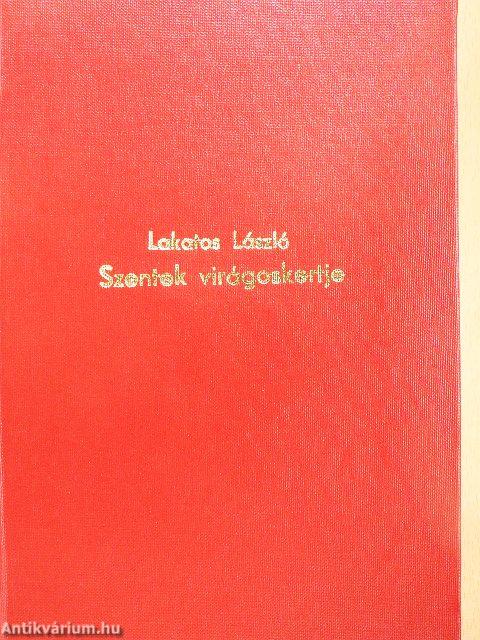 Lakatos László
Szentek virágoskertje
Antikvárium.hu